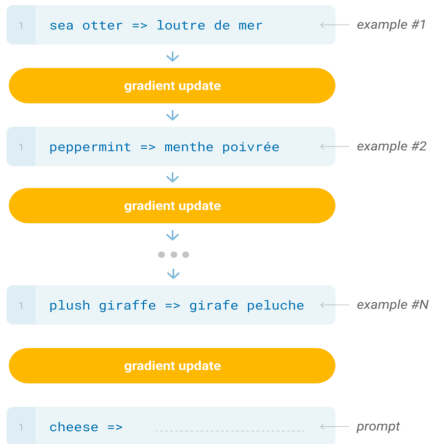 1 sea otter => loutre de mer ← example #1
↓
gradient update
↓
1 peppermint => menthe poivrée ← example #2
↓
gradient update
↓
•••
↓
1 plush giraffe => girafe peluche ← example #N
gradient update
1 cheese => .................... ← prompt